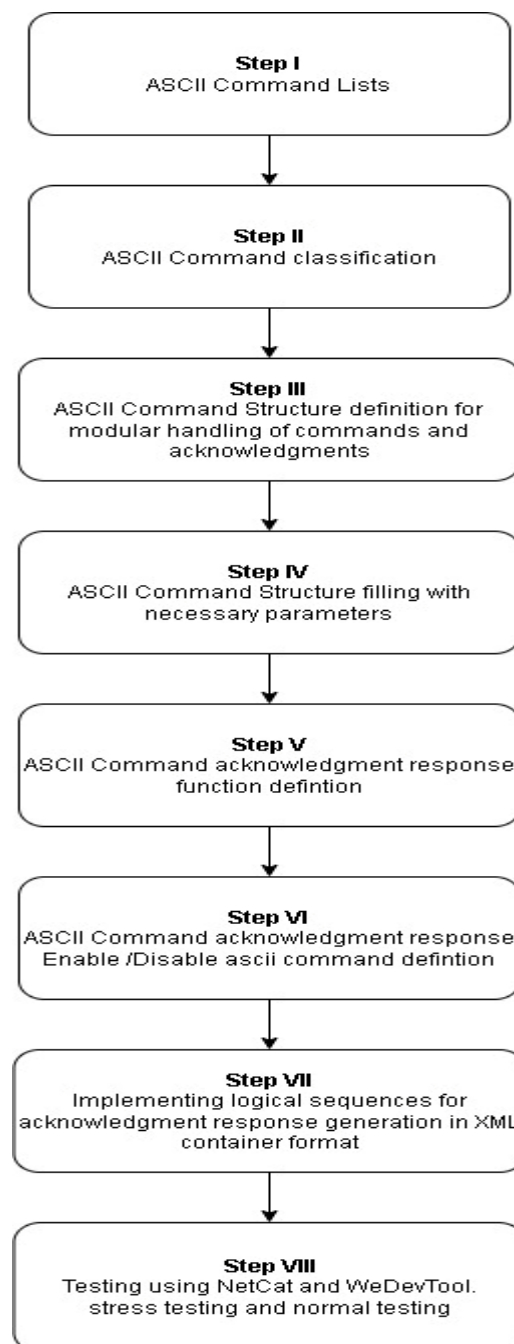 Step I
ASCII Command Lists
Step II
ASCII Command classification
Step III
ASCII Command Structure definition for
modular handling of commands and
acknowledgments
Step IV
ASCII Command Structure filling with
necessary parameters
Step V
ASCII Command acknowledgment response
function defintion
Step VI
ASCII Command acknowledgment response
Enable /Disable ascii command defintion
Step VII
Implementing logical sequences for
acknowledgment response generation in XML
container format
Step VIII
Testing using NetCat and WeDevTool.
stress testing and normal testing